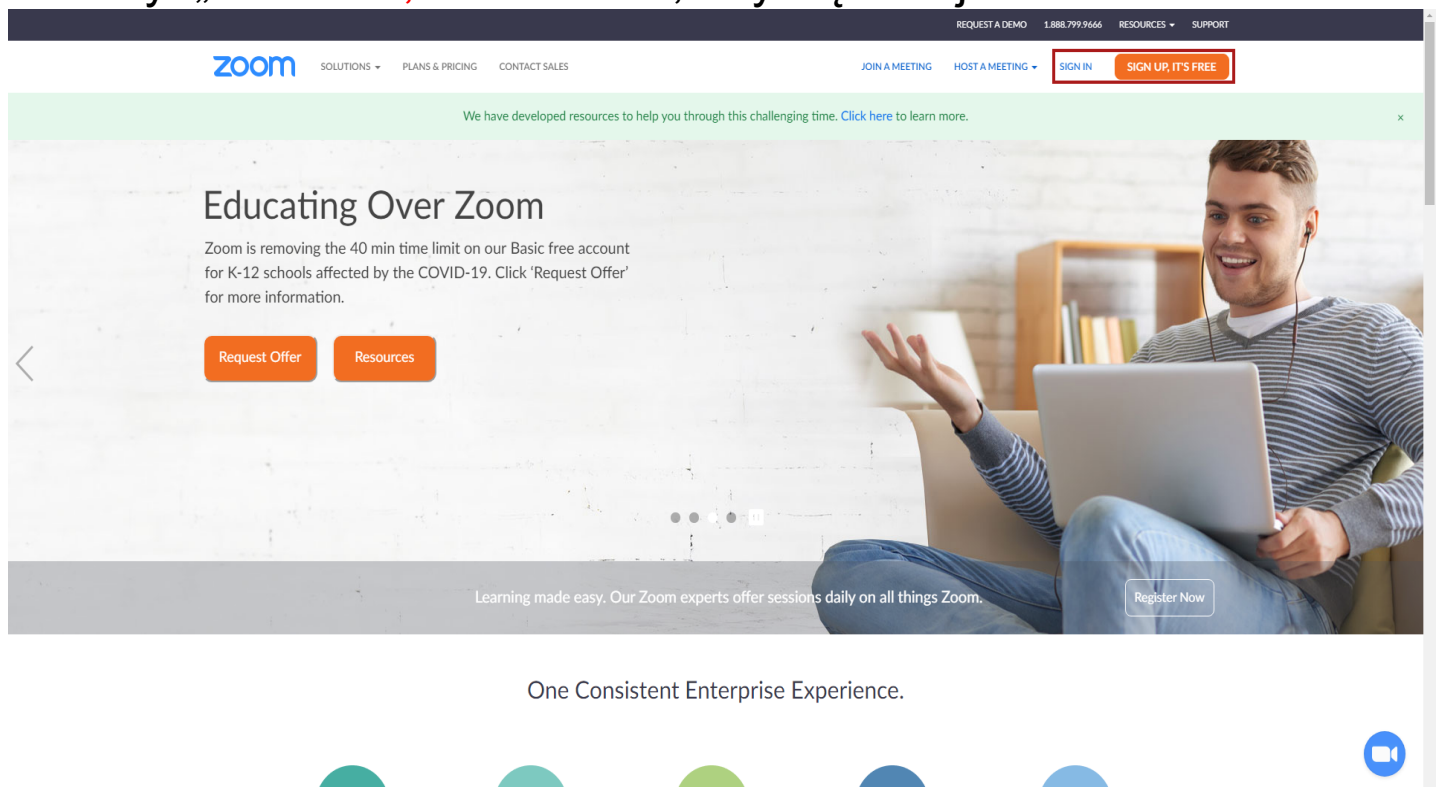 REQUEST A DEMO 1.888.799.9666 RESOURCES SUPPORT
zoom SOLUTIONS PLANS & PRICING CONTACT SALES JOIN A MEETING HOST A MEETING SIGN IN SIGN UP, IT'S FREE
We have developed resources to help you through this challenging time. Click here to learn more. x
Educating Over Zoom
Zoom is removing the 40 min time limit on our Basic free account
for K-12 schools affected by the COVID-19. Click ‘Request Offer’
for more information.
Request Offer Resources
Learning made easy. Our Zoom experts offer sessions daily on all things Zoom. Register Now
One Consistent Enterprise Experience.